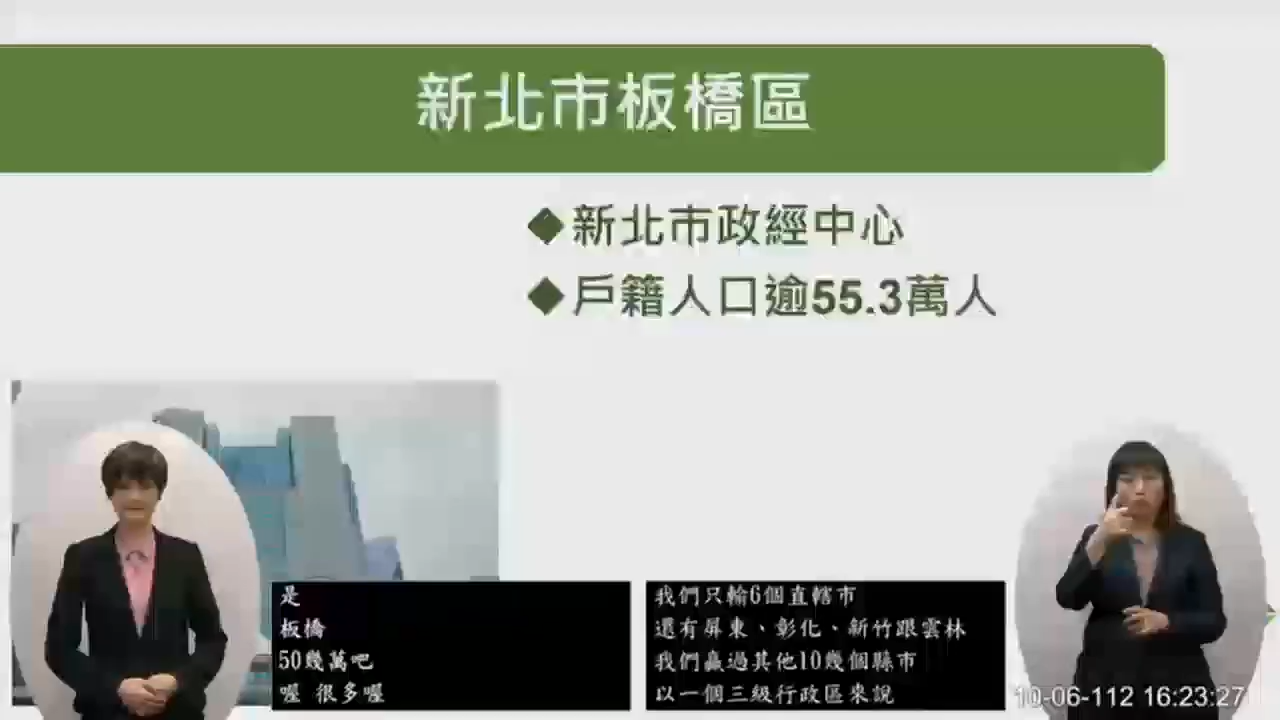 新北市板橋區
◆新北市政經中心
◆戶籍人口逾55.3萬人
是
板橋
50幾萬吧
喔 很多喔
我們只輸6個直轄市
還有屏東、彰化、新竹跟雲林
我們贏過其他10幾個縣市
以一個三級行政區來說
10-06-112 16:23:27